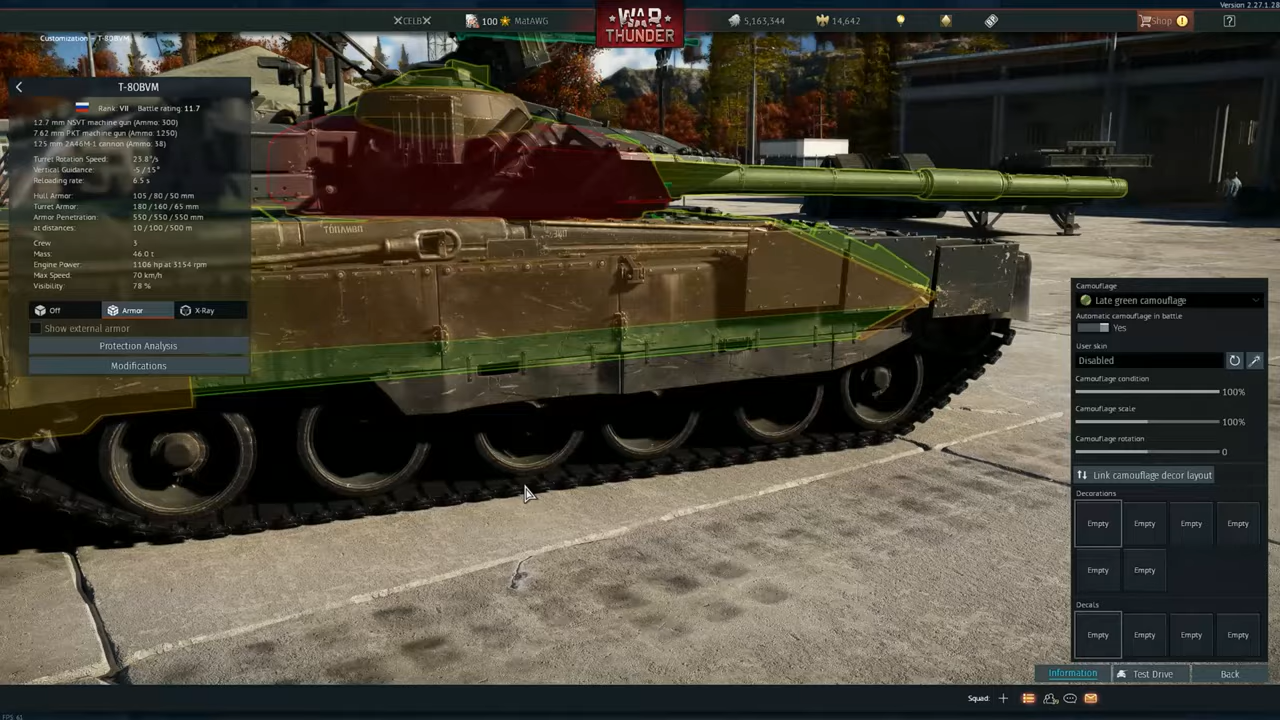 Version 2.27.1.28
XCELBX
100
MatAWG
WAR
THUNDER
5,163,344
14,642
Shop
?
Customization - T-80BVM
T-80BVM
Rank: VII Battle rating: 11.7
12.7 mm NSVT machine gun (Ammo: 300)
7.62 mm PKT machine gun (Ammo: 1250)
125 mm 2A46M-1 cannon (Ammo: 38)
Turret Rotation Speed: 23.8°/s
Vertical Guidance: -5 / 15°
Reloading rate: 6.5 s
Hull Armor: 105 / 80 / 50 mm
Turret Armor: 180 / 160 / 65 mm
Armor Penetration: 550 / 550 / 550 mm
at distances: 10 / 100 / 500 m
Crew 3
Mass: 46.0 t
Engine Power: 1106 hp at 3154 rpm
Max Speed: 70 km/h
Visibility: 78 %
Off Armor X-Ray
Show external armor
Protection Analysis
Modifications
ТОПЛИВО
Camouflage
Late green camouflage
Automatic camouflage in battle
Yes
User skin
Disabled
Camouflage condition
100%
Camouflage scale
100%
Camouflage rotation
0
Link camouflage decor layout
Decorations
Empty Empty Empty Empty
Empty Empty
Decals
Empty Empty Empty Empty
Information Test Drive Back
Squad: +
FPS 61